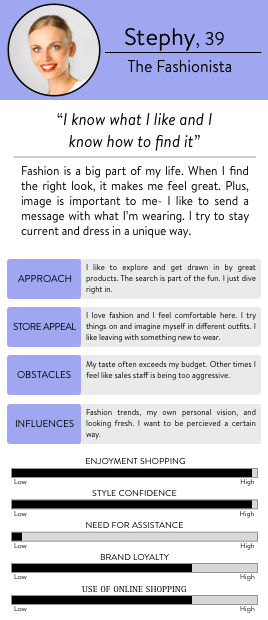 Stephy, 39
The Fashionista
“I know what I like and I
know how to find it”
Fashion is a big part of my life. When I find
the right look, it makes me feel great. Plus,
image is important to me- I like to send a
message with what I’m wearing. I try to stay
current and dress in a unique way.
APPROACH
I like to explore and get drawn in by great
products. The search is part of the fun. I just dive
right in.
STORE APPEAL
I love fashion and I feel comfortable here. I try
things on and imagine myself in different outfits. I
like leaving with something new to wear.
OBSTACLES
My taste often exceeds my budget. Other times I
feel like sales staff is being too aggressive.
INFLUENCES
Fashion trends, my own personal vision, and
looking fresh. I want to be percieved a certain
way.
ENJOYMENT SHOPPING
Low High
STYLE CONFIDENCE
Low High
NEED FOR ASSISTANCE
Low High
BRAND LOYALTY
Low High
USE OF ONLINE SHOPPING
Low High